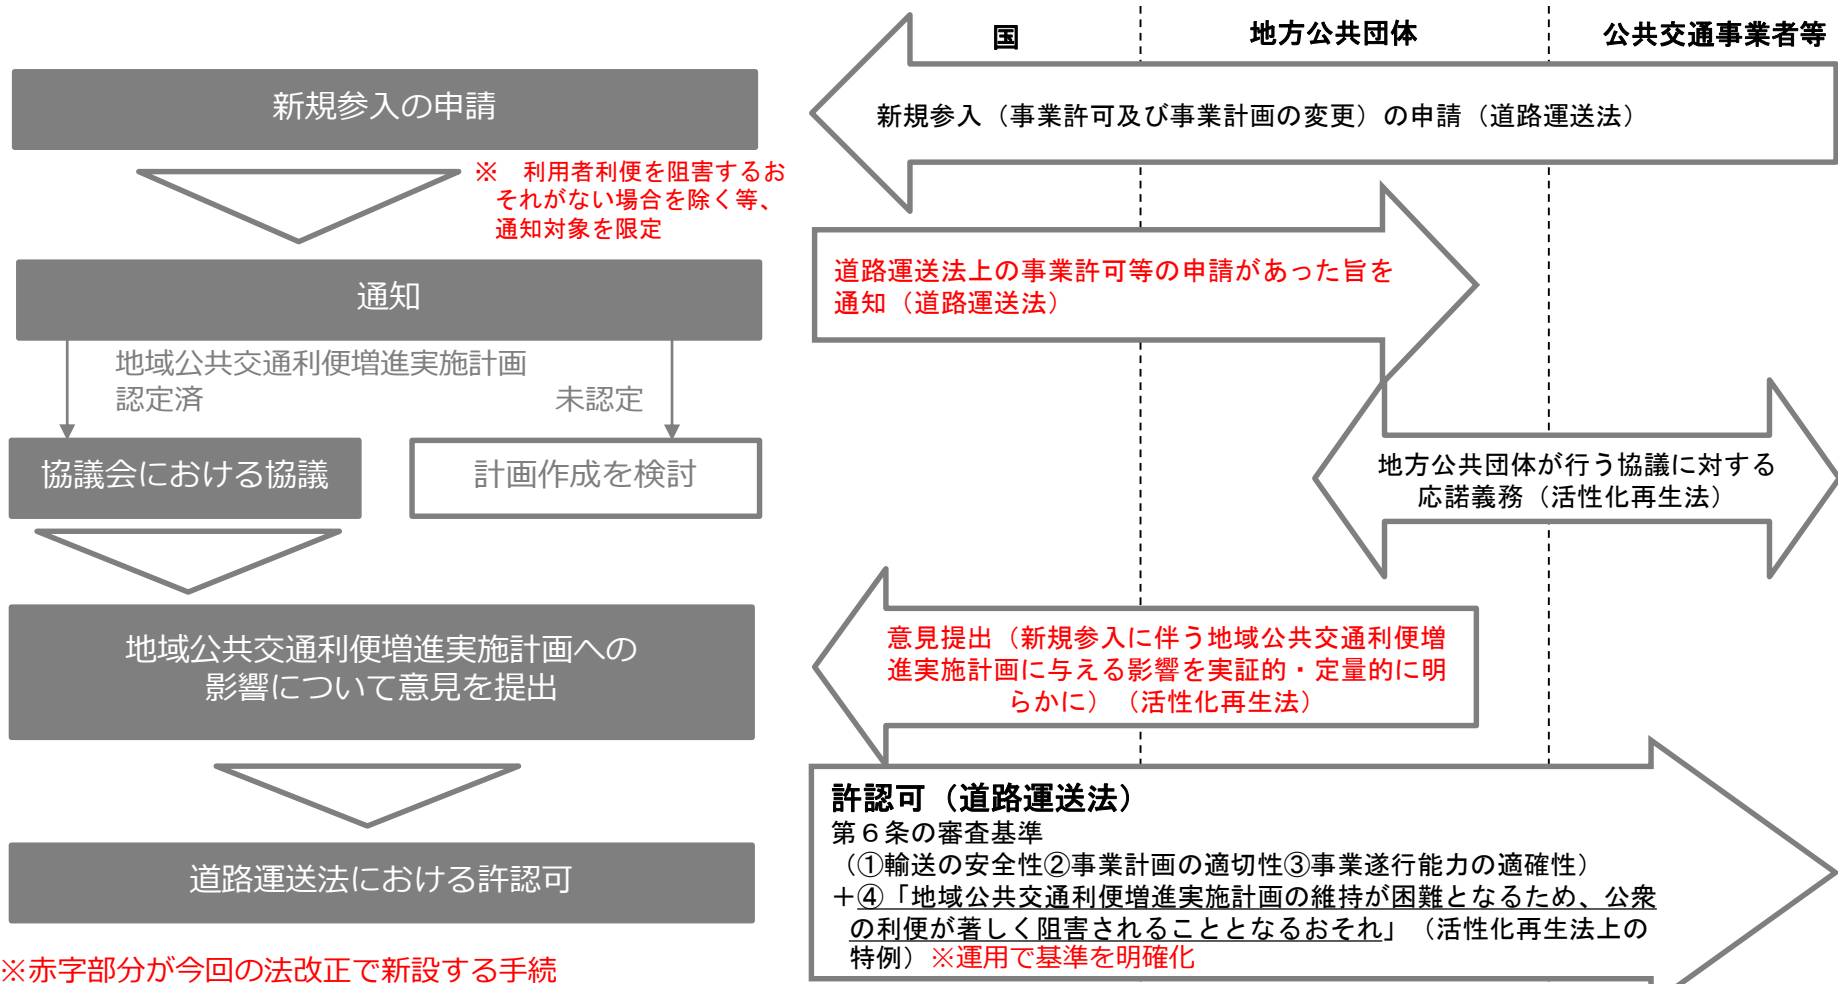 国
地方公共団体
公共交通事業者等
新規参入の申請
新規参入（事業許可及び事業計画の変更）の申請（道路運送法）
※　利用者利便を阻害するお
それがない場合を除く等、
通知対象を限定
通知
道路運送法上の事業許可等の申請があった旨を
通知（道路運送法）
地域公共交通利便増進実施計画
認定済
未認定
協議会における協議
計画作成を検討
地方公共団体が行う協議に対する
応諾義務（活性化再生法）
地域公共交通利便増進実施計画への
影響について意見を提出
意見提出（新規参入に伴う地域公共交通利便増
進実施計画に与える影響を実証的・定量的に明
らかに）（活性化再生法）
道路運送法における許認可
許認可（道路運送法）
第６条の審査基準
（①輸送の安全性②事業計画の適切性③事業遂行能力の適確性）
＋④「地域公共交通利便増進実施計画の維持が困難となるため、公衆
の利便が著しく阻害されることとなるおそれ」（活性化再生法上の
特例）※運用で基準を明確化
※赤字部分が今回の法改正で新設する手続